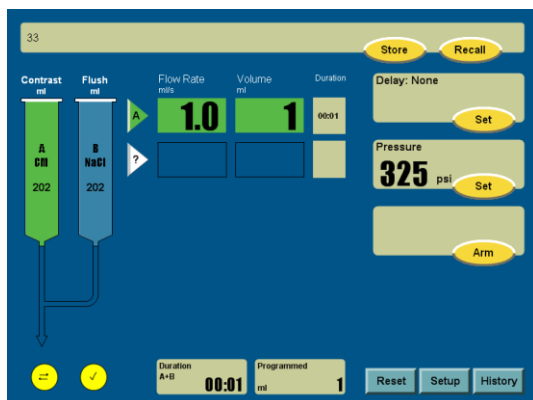 33
Store
Recall
Contrast
ml
Flush
ml
Flow Rate
ml/s
Volume
ml
Duration
Delay: None
Set
A
1.0
1
00:01
A
CM
202
B
NaCl
202
?
Pressure
325 psi
Set
Arm
Duration
A+B
00:01
Programmed
ml
1
Reset
Setup
History